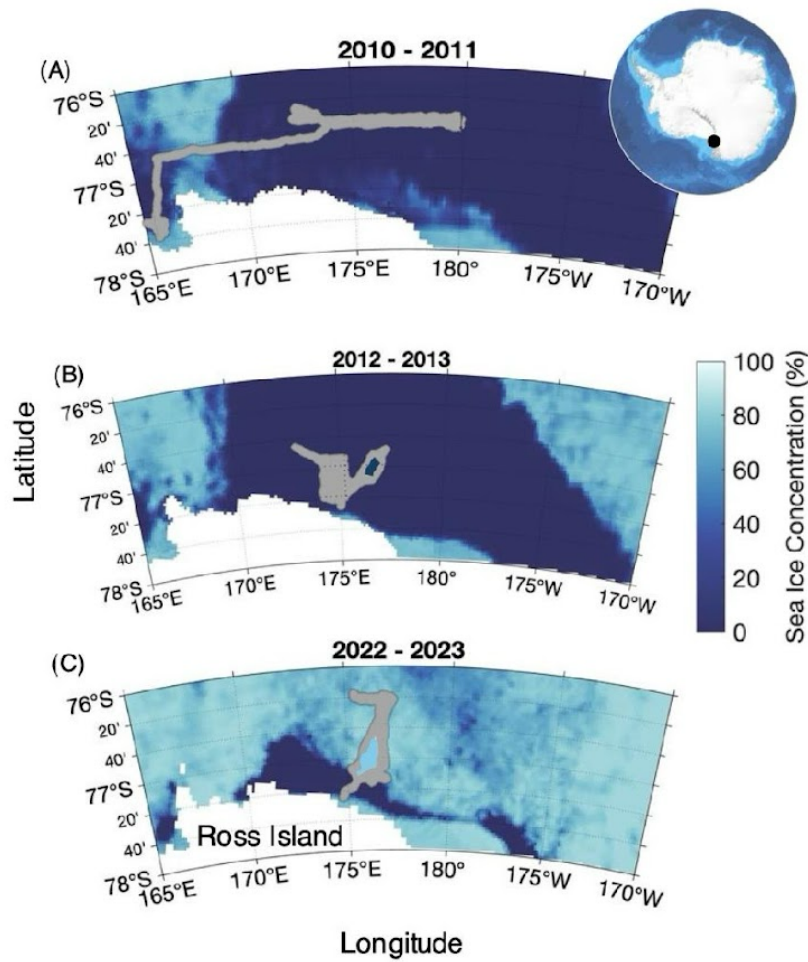 2010 - 2011
(A)
76°S
20'
40'
77°S
20'
40'
78°S
165°E
170°E
175°E
180°
175°W
170°W
2012 - 2013
(B)
76°S
20'
40'
77°S
20'
40'
78°S
165°E
170°E
175°E
180°
175°W
170°W
Latitude
100
80
60
40
20
0
Sea Ice Concentration (%)
2022 - 2023
(C)
76°S
20'
40'
77°S
20'
40'
78°S
Ross Island
165°E
170°E
175°E
180°
175°W
170°W
Longitude